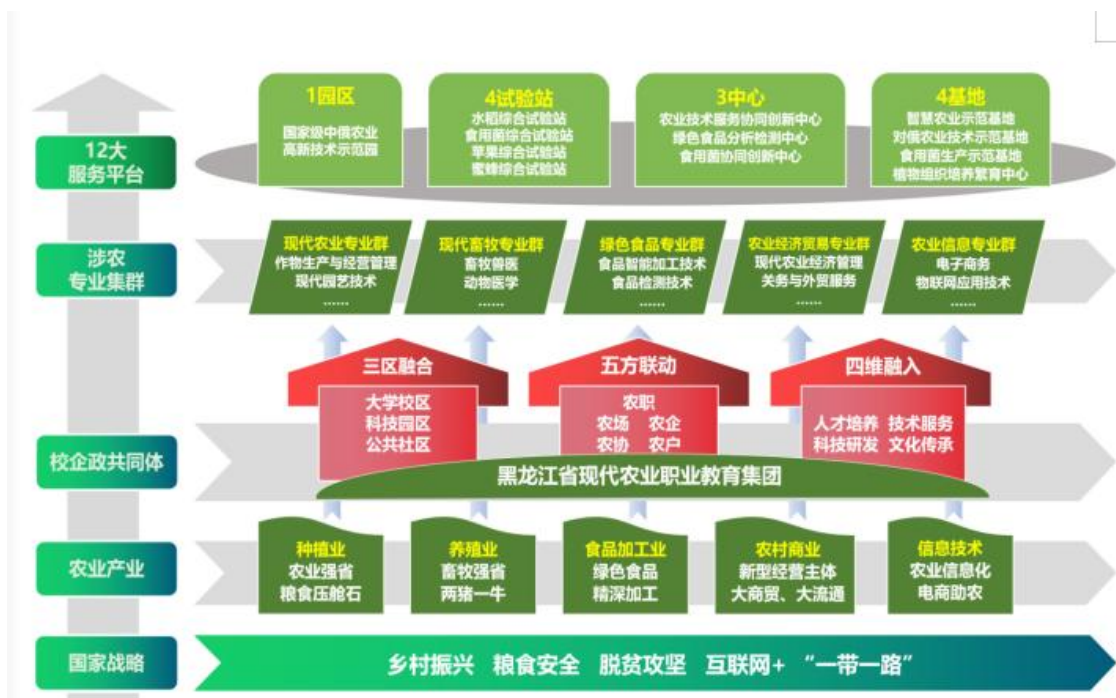 1园区
国家级中俄农业
高新技术示范园
4试验站
水稻综合试验站
食用菌综合试验站
苹果综合试验站
蜜蜂综合试验站
3中心
农业技术服务协同创新中心
绿色食品分析检测中心
食用菌协同创新中心
4基地
智慧农业示范基地
对俄农业技术示范基地
食用菌生产示范基地
植物组织培养繁育中心
12大
服务平台
涉农
专业集群
现代农业专业群
作物生产与经营管理
现代园艺技术
......
现代畜牧专业群
畜牧兽医
动物医学
......
绿色食品专业群
食品智能加工技术
食品检测技术
......
农业经济贸易专业群
现代农业经济管理
关务与外贸服务
......
农业信息专业群
电子商务
物联网应用技术
......
三区融合
大学校区
科技园区
公共社区
五方联动
农职
农场 农企
农协 农户
四维融入
人才培养 技术服务
科技研发 文化传承
校企政共同体
黑龙江省现代农业职业教育集团
农业产业
种植业
农业强省
粮食压舱石
养殖业
畜牧强省
两猪一牛
食品加工业
绿色食品
精深加工
农村商业
新型经营主体
大商贸、大流通
信息技术
农业信息化
电商助农
国家战略
乡村振兴 粮食安全 脱贫攻坚 互联网+ “一带一路”